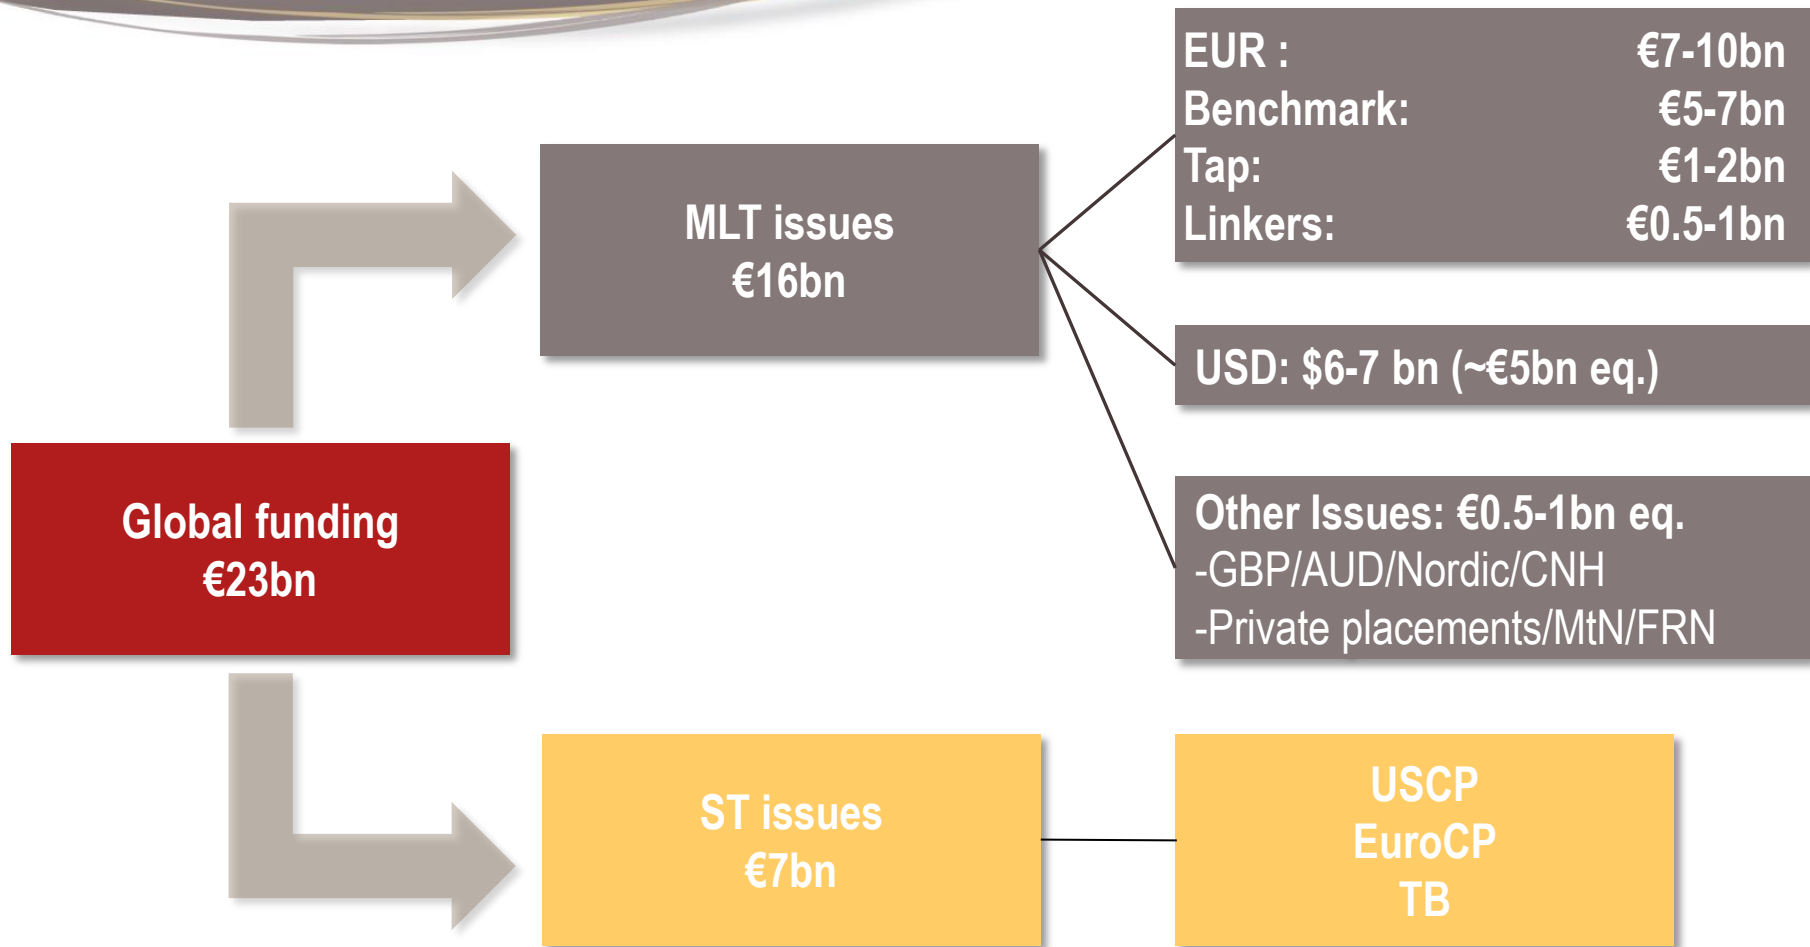 Global funding
€23bn
MLT issues
€16bn
EUR : €7-10bn
Benchmark: €5-7bn
Tap: €1-2bn
Linkers: €0.5-1bn
USD: $6-7 bn (~€5bn eq.)
Other Issues: €0.5-1bn eq.
-GBP/AUD/Nordic/CNH
-Private placements/MtN/FRN
ST issues
€7bn
USCP
EuroCP
TB